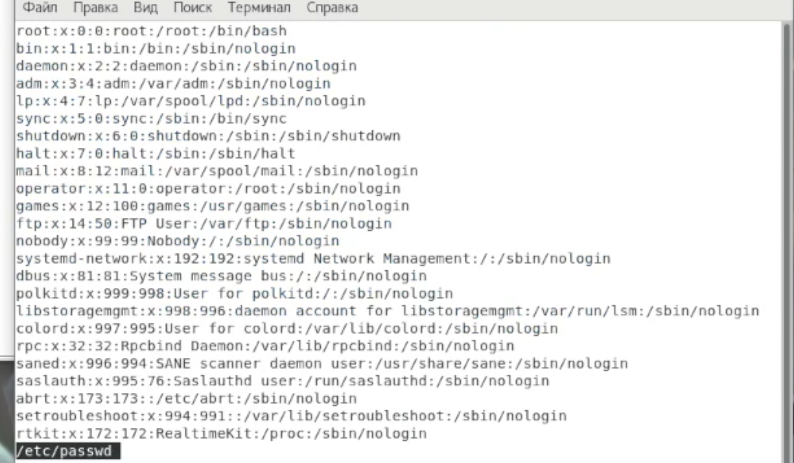 Файл Правка Вид Поиск Терминал Справка
root:x:0:0:root:/root:/bin/bash
bin:x:1:1:bin:/bin:/sbin/nologin
daemon:x:2:2:daemon:/sbin:/sbin/nologin
adm:x:3:4:adm:/var/adm:/sbin/nologin
lp:x:4:7:lp:/var/spool/lpd:/sbin/nologin
sync:x:5:0:sync:/sbin:/bin/sync
shutdown:x:6:0:shutdown:/sbin:/sbin/shutdown
halt:x:7:0:halt:/sbin:/sbin/halt
mail:x:8:12:mail:/var/spool/mail:/sbin/nologin
operator:x:11:0:operator:/root:/sbin/nologin
games:x:12:100:games:/usr/games:/sbin/nologin
ftp:x:14:50:FTP User:/var/ftp:/sbin/nologin
nobody:x:99:99:Nobody:/:/sbin/nologin
systemd-network:x:192:192:systemd Network Management:/:/sbin/nologin
dbus:x:81:81:System message bus:/:/sbin/nologin
polkitd:x:999:998:User for polkitd:/:/sbin/nologin
libstoragemgmt:x:998:996:daemon account for libstoragemgmt:/var/run/lsm:/sbin/nologin
colord:x:997:995:User for colord:/var/lib/colord:/sbin/nologin
rpc:x:32:32:Rpcbind Daemon:/var/lib/rpcbind:/sbin/nologin
saned:x:996:994:SANE scanner daemon user:/usr/share/sane:/sbin/nologin
saslauth:x:995:76:Saslauthd user:/run/saslauthd:/sbin/nologin
abrt:x:173:173::/etc/abrt:/sbin/nologin
setroubleshoot:x:994:991::/var/lib/setroubleshoot:/sbin/nologin
rtkit:x:172:172:RealtimeKit:/proc:/sbin/nologin
/etc/passwd